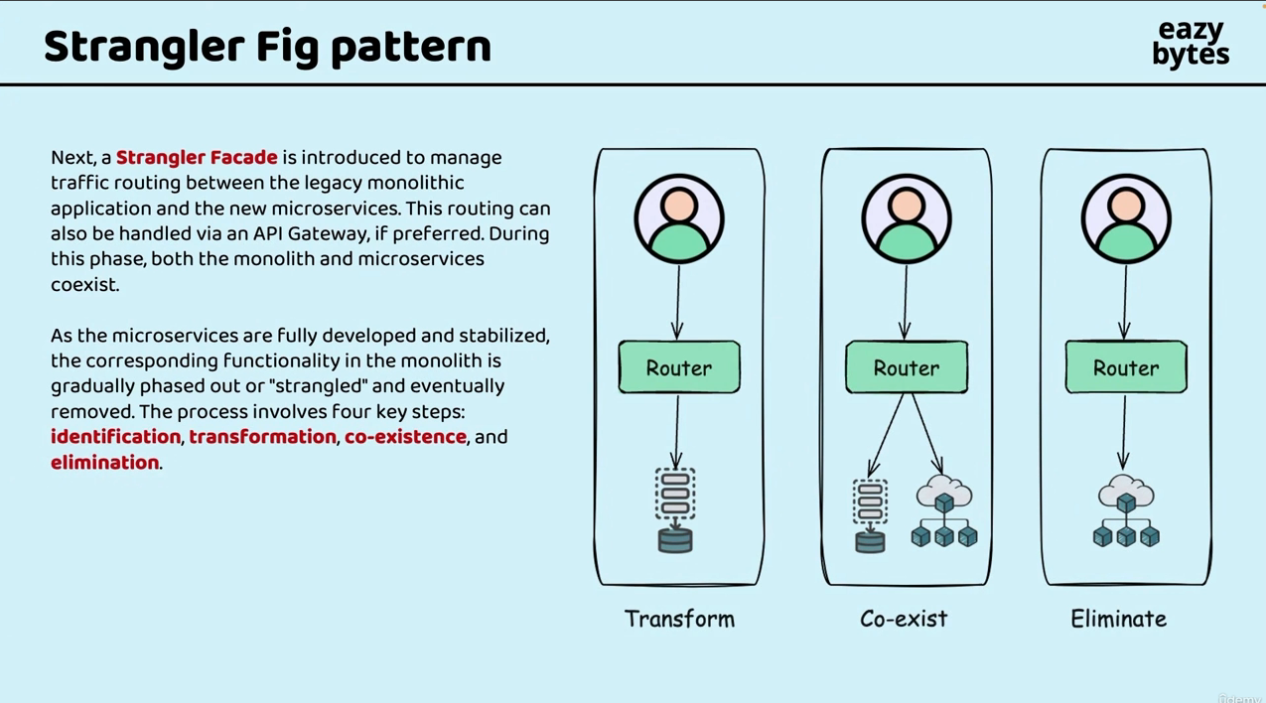 Strangler Fig pattern
eazy
bytes
Next, a Strangler Facade is introduced to manage
traffic routing between the legacy monolithic
application and the new microservices. This routing can
also be handled via an API Gateway, if preferred. During
this phase, both the monolith and microservices
coexist.
As the microservices are fully developed and stabilized,
the corresponding functionality in the monolith is
gradually phased out or "strangled" and eventually
removed. The process involves four key steps:
identification, transformation, co-existence, and
elimination.
Router
Router
Router
Transform
Co-exist
Eliminate
ûdemy